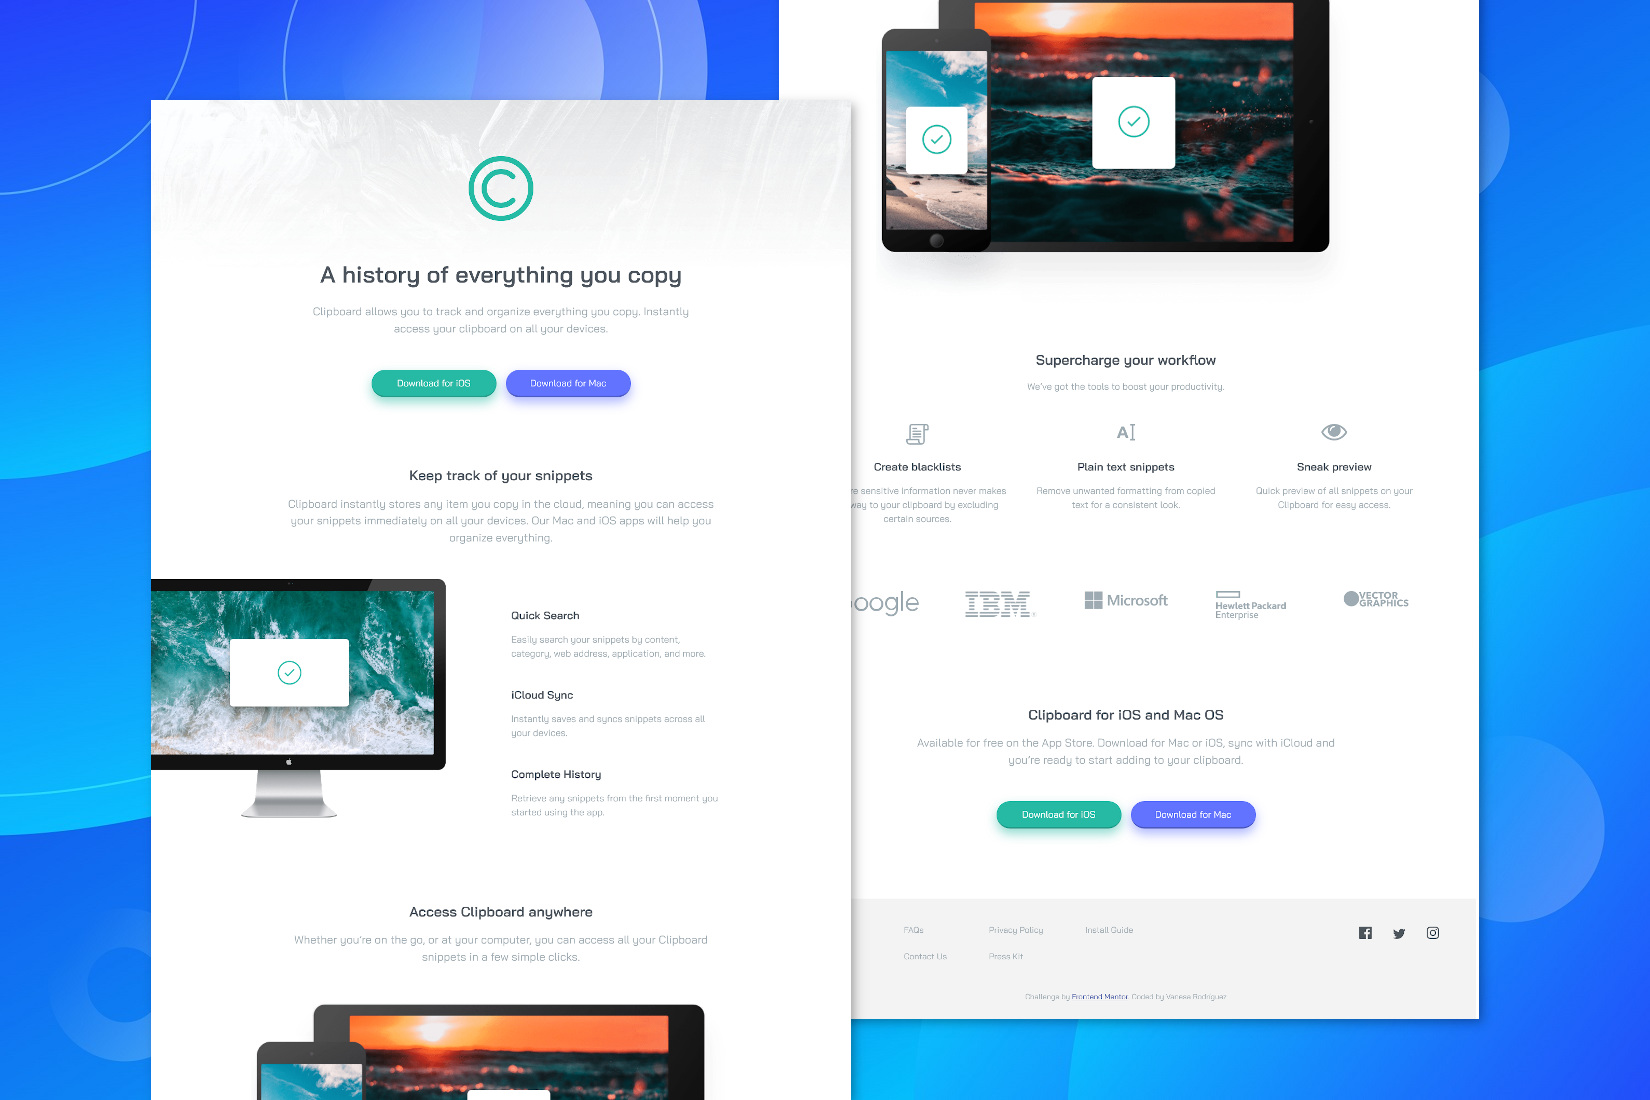 A history of everything you copy
Clipboard allows you to track and organize everything you copy. Instantly
access your clipboard on all your devices.
Download for iOS
Download for Mac
Keep track of your snippets
Clipboard instantly stores any item you copy in the cloud, meaning you can access
your snippets immediately on all your devices. Our Mac and iOS apps will help you
organize everything.
Quick Search
Easily search your snippets by content,
category, web address, application, and more.
iCloud Sync
Instantly saves and syncs snippets across all
your devices.
Complete History
Retrieve any snippets from the first moment you
started using the app.
Access Clipboard anywhere
Whether you're on the go, or at your computer, you can access all your Clipboard
snippets in a few simple clicks.
Supercharge your workflow
We've got the tools to boost your productivity.
A
Create blacklists
re sensitive information never makes
way to your clipboard by excluding
certain sources.
Plain text snippets
Remove unwanted formatting from copied
text for a consistent look.
Sneak preview
Quick preview of all snippets on your
Clipboard for easy access.
oogle
IBM
Microsoft
Hewlett Packard
Enterprise
VECTOR
GRAPHICS
Clipboard for iOS and Mac OS
Available for free on the App Store. Download for Mac or iOS, sync with iCloud and
you're ready to start adding to your clipboard.
Download for iOS
Download for Mac
FAQs
Privacy Policy
Install Guide
Contact Us
Press Kit
Challenge by Frontend Mentor. Coded by Vanesa Rodriguez